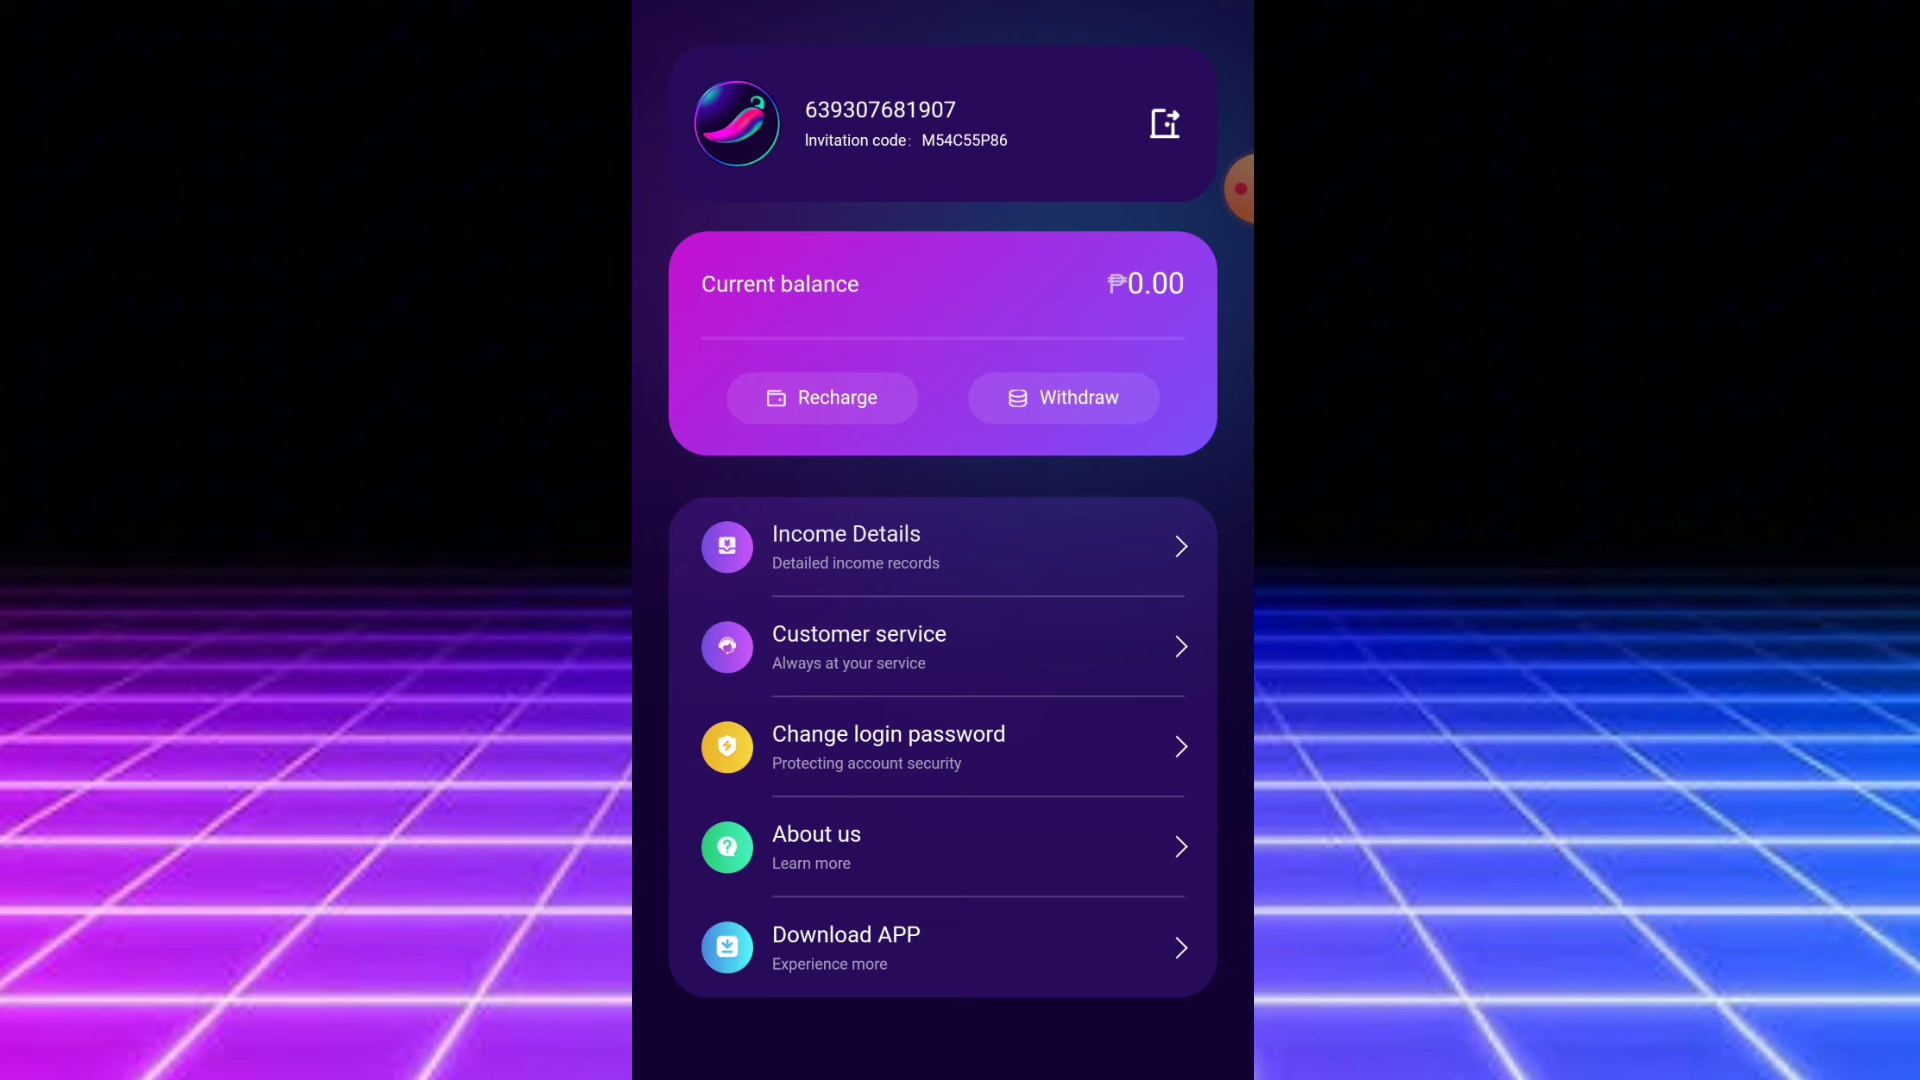 639307681907
Invitation code: M54C55P86
Current balance
₱0.00
Recharge
Withdraw
Income Details
Detailed income records
Customer service
Always at your service
Change login password
Protecting account security
About us
Learn more
Download APP
Experience more